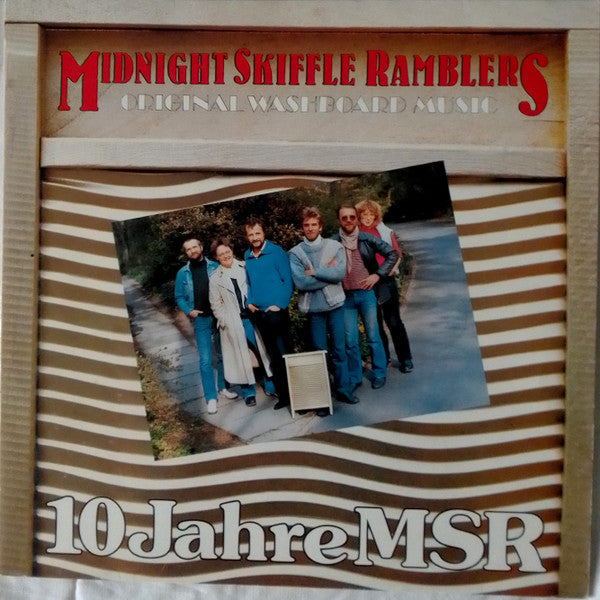 MIDNIGHT SKIFFLE RAMBLERS
ORIGINAL WASHBOARD MUSIC
10 Jahre MSR